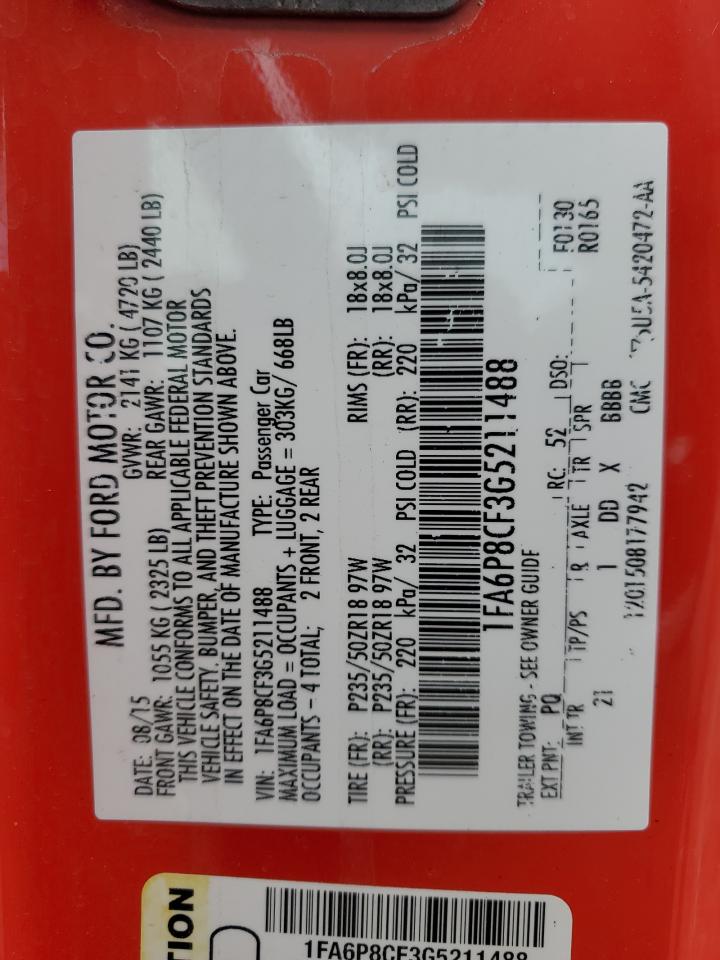 MFD. BY FORD MOTOR CO.
DATE: 08/15 GVWR: 2141 KG ( 4720 LB)
FRONT GAWR: 1055 KG ( 2325 LB) REAR GAWR: 1107 KG ( 2440 LB)
THIS VEHICLE CONFORMS TO ALL APPLICABLE FEDERAL MOTOR
VEHICLE SAFETY, BUMPER, AND THEFT PREVENTION STANDARDS
IN EFFECT ON THE DATE OF MANUFACTURE SHOWN ABOVE.
VIN: 1FA6P8CF3G5211488 TYPE: Passenger Car
MAXIMUM LOAD = OCCUPANTS + LUGGAGE = 303KG/ 668LB
OCCUPANTS - 4 TOTAL; 2 FRONT, 2 REAR
TIRE (FR): P235/50ZR18 97W RIMS (FR): 18x8.0J
(RR): P235/50ZR18 97W (RR): 18x8.0J
PRESSURE (FR): 220 kPa/ 32 PSI COLD (RR): 220 kPa/ 32 PSI COLD
1FA6P8CF3G5211488
TRAILER TOWING - SEE OWNER GUIDE
EXT PNT: PQ RC: 52 DSO: F0130
R0165
INT TR TP/PS R AXLE TR SPR
21 1 DD X BBBB
1201508177942 CMC 5U5A-5420472-AA
TION
1FA6P8CF3G5211488